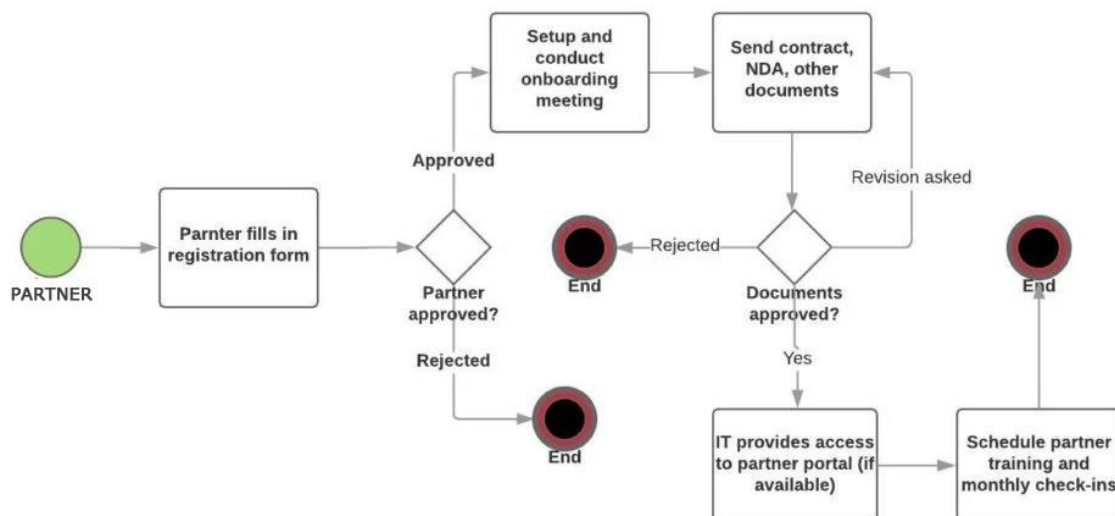 Setup and
conduct
onboarding
meeting
Send contract,
NDA, other
documents
Approved
Revision asked
Parnter fills in
registration form
PARTNER
Partner
approved?
Rejected
End
Documents
approved?
End
Rejected
End
Yes
IT provides access
to partner portal (if
available)
Schedule partner
training and
monthly check-ins